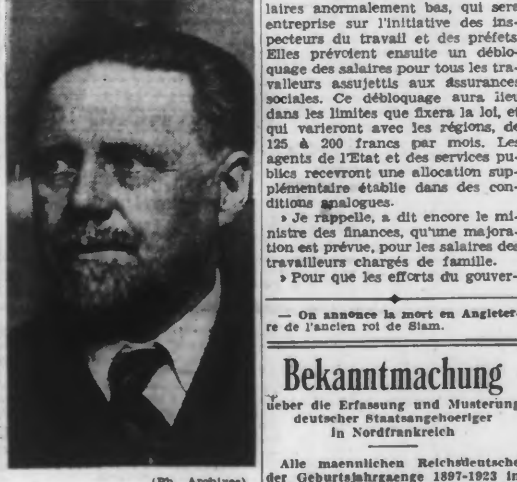 laires anormalement bas, qui sera
entreprise sur l'initiative des ins-
pecteurs du travail et des préfets.
Elles prévoient ensuite un déblo-
quage des salaires pour tous les tra-
vailleurs assujettis aux assurances
sociales. Ce débloquage aura lieu
dans les limites que fixera la loi, et
qui varieront avec les régions, de
125 à 200 francs par mois. Les
agents de l'Etat et des services pu-
blics recevront une allocation sup-
plémentaire établie dans des con-
ditions analogues.
» Je rappelle, a dit encore le mi-
nistre des finances, qu'une majora-
tion est prévue, pour les salaires des
travailleurs chargés de famille.
» Pour que les efforts du gouver-
— On annonce la mort en Angleter-
re de l'ancien roi de Siam.
Bekanntmachung
ueber die Erfassung und Musterung
deutscher Staatsangehoeriger
in Nordfrankreich
Alle maennlichen Reichsdeutsche
der Geburtsjahrgaenge 1897-1923 in
(Ph. Archives)